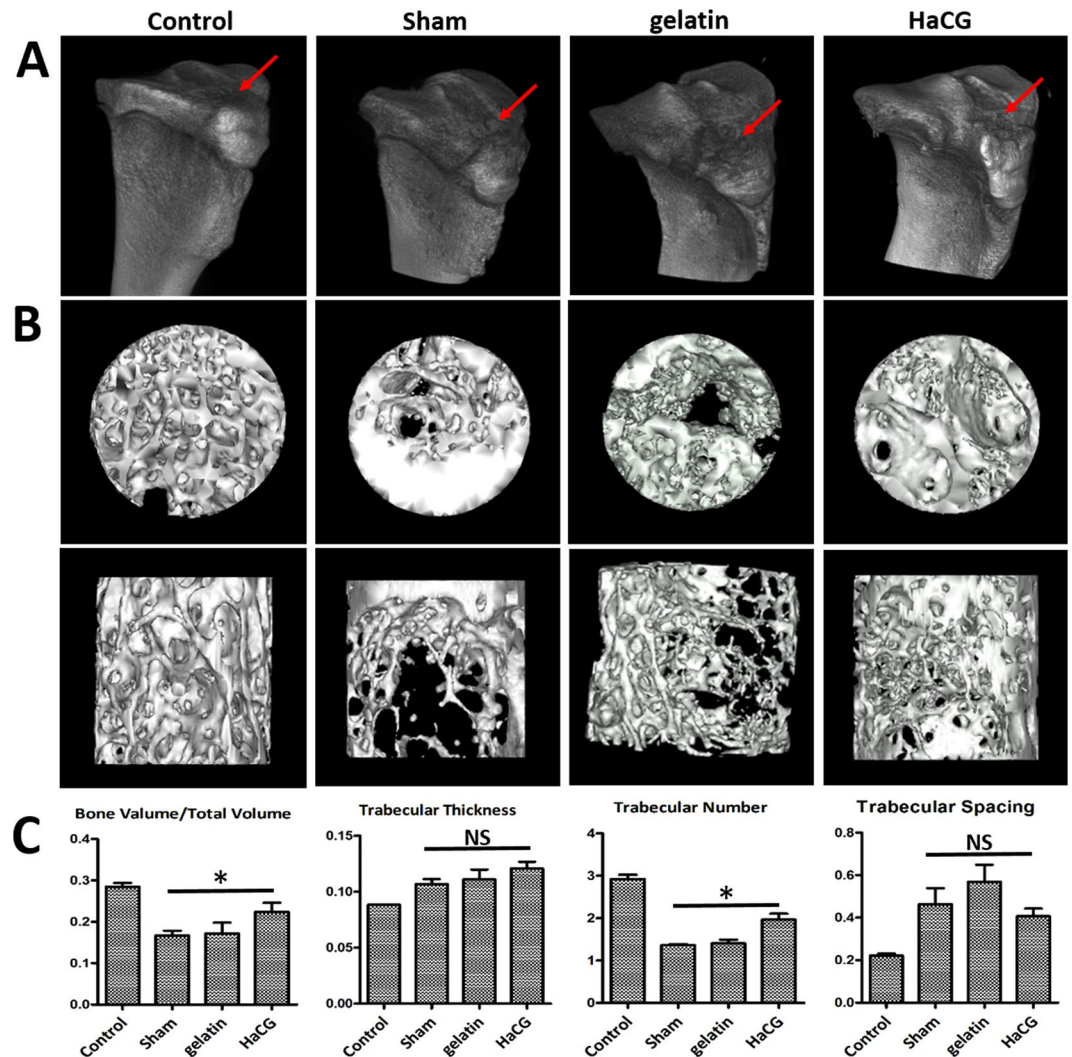 Control Sham gelatin HaCG
A
B
C
Bone Valume/Total Volume
0.4
0.3
0.2
0.1
0.0
*
Control Sham gelatin HaCG
Trabecular Thickness
0.15
0.10
0.05
0.00
NS
Control Sham gelatin HaCG
Trabecular Number
4
3
2
1
0
*
Control Sham gelatin HaCG
Trabecular Spacing
0.8
0.6
0.4
0.2
0.0
NS
Control Sham gelatin HaCG